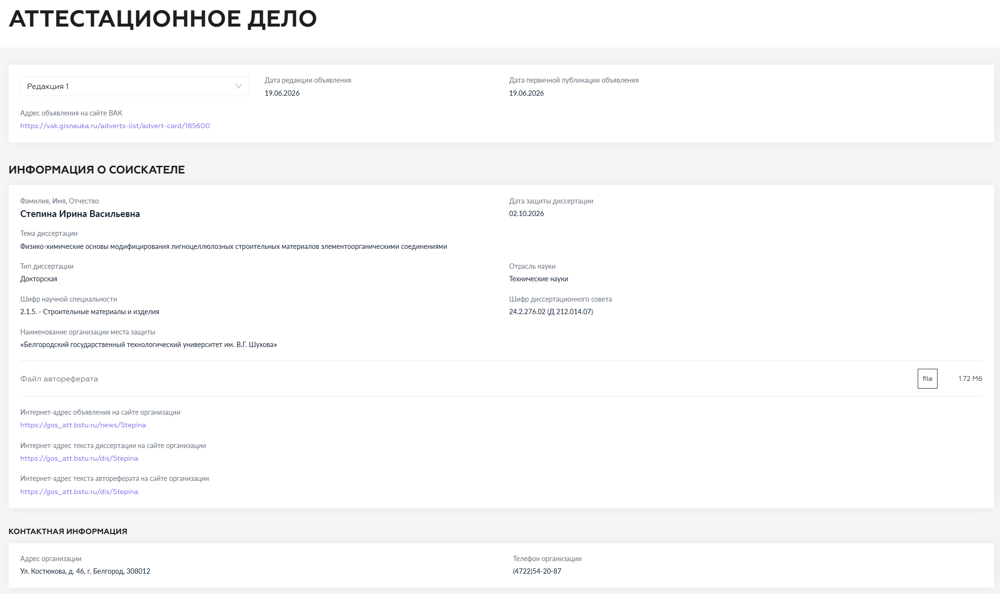 АТТЕСТАЦИОННОЕ ДЕЛО
Редакция 1
Дата редакции объявления
19.06.2026
Дата первичной публикации объявления
19.06.2026
Адрес объявления на сайте ВАК
https://vak.gisnauka.ru/adverts-list/advert-card/185600
ИНФОРМАЦИЯ О СОИСКАТЕЛЕ
Фамилия, Имя, Отчество
Степина Ирина Васильевна
Дата защиты диссертации
02.10.2026
Тема диссертации
Физико-химические основы модифицирования лигноцеллюлозных строительных материалов элементоорганическими соединениями
Тип диссертации
Докторская
Отрасль науки
Технические науки
Шифр научной специальности
2.1.5. - Строительные материалы и изделия
Шифр диссертационного совета
24.2.276.02 (Д 212.014.07)
Наименование организации места защиты
«Белгородский государственный технологический университет им. В.Г. Шухова»
Файл автореферата
file
1.72 Мб
Интернет-адрес объявления на сайте организации
https://gos_att.bstu.ru/news/Stepina
Интернет-адрес текста диссертации на сайте организации
https://gos_att.bstu.ru/dis/Stepina
Интернет-адрес текста автореферата на сайте организации
https://gos_att.bstu.ru/dis/Stepina
КОНТАКТНАЯ ИНФОРМАЦИЯ
Адрес организации
Ул. Костюкова, д. 46, г. Белгород, 308012
Телефон организации
(4722)54-20-87